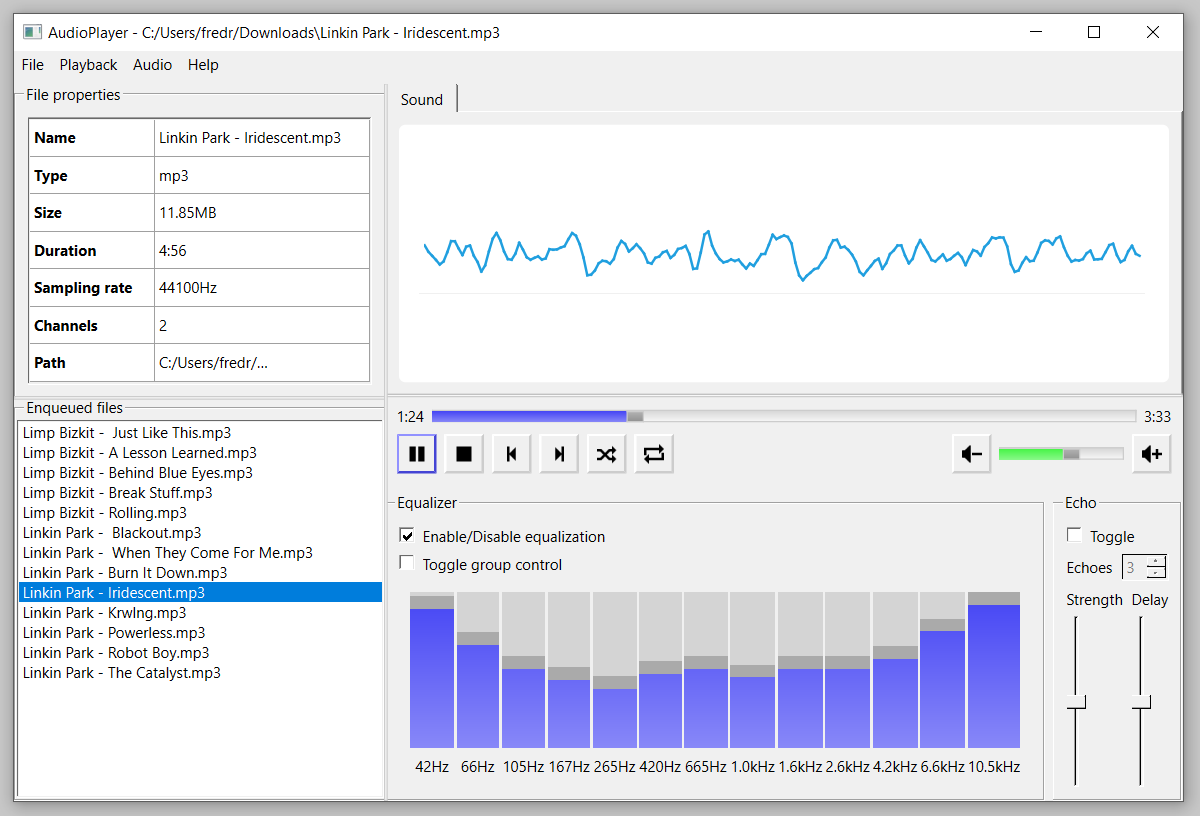 AudioPlayer - C:/Users/fredr/Downloads\Linkin Park - Iridescent.mp3
File Playback Audio Help
File properties
Name Linkin Park - Iridescent.mp3
Type mp3
Size 11.85MB
Duration 4:56
Sampling rate 44100Hz
Channels 2
Path C:/Users/fredr/...
Sound
Enqueued files
Limp Bizkit -  Just Like This.mp3
Limp Bizkit - A Lesson Learned.mp3
Limp Bizkit - Behind Blue Eyes.mp3
Limp Bizkit - Break Stuff.mp3
Limp Bizkit - Rolling.mp3
Linkin Park -  Blackout.mp3
Linkin Park -  When They Come For Me.mp3
Linkin Park - Burn It Down.mp3
Linkin Park - Iridescent.mp3
Linkin Park - Krwlng.mp3
Linkin Park - Powerless.mp3
Linkin Park - Robot Boy.mp3
Linkin Park - The Catalyst.mp3
1:24 3:33
Equalizer
Enable/Disable equalization
Toggle group control
42Hz 66Hz 105Hz 167Hz 265Hz 420Hz 665Hz 1.0kHz 1.6kHz 2.6kHz 4.2kHz 6.6kHz 10.5kHz
Echo
Toggle
Echoes 3
Strength Delay